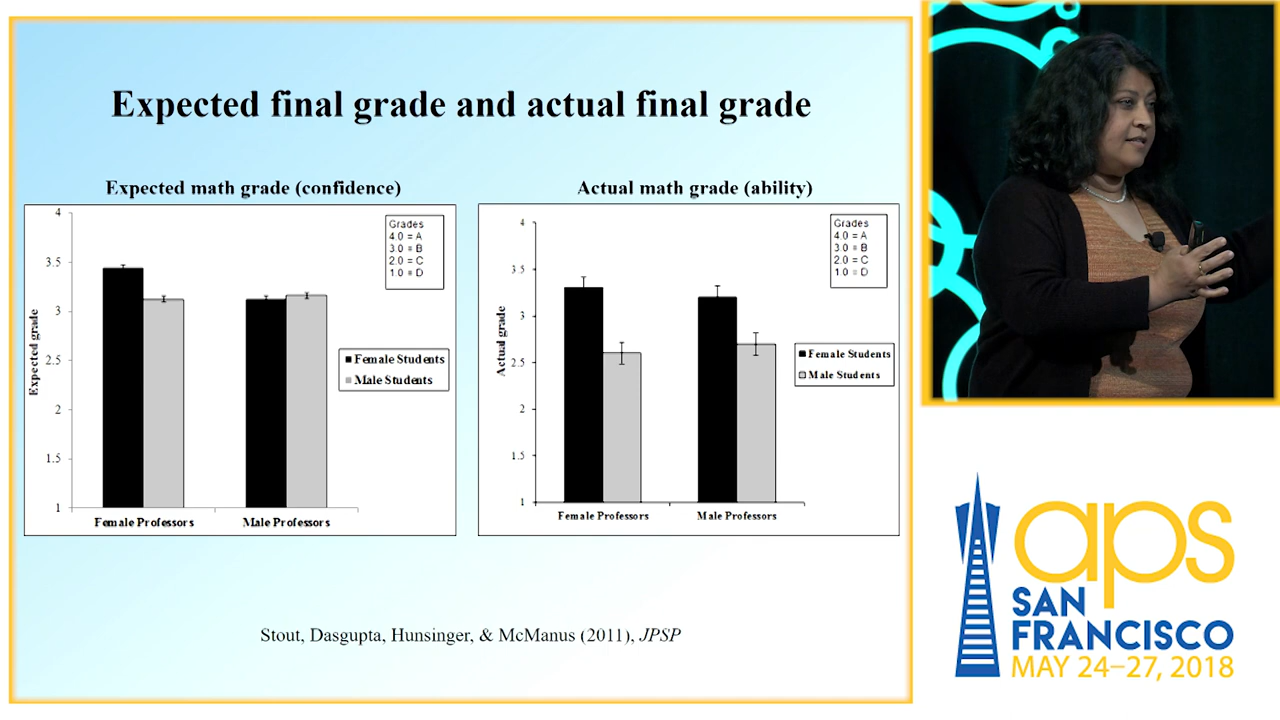 Expected final grade and actual final grade
Expected math grade (confidence)
Expected grade
4
3.5
3
2.5
2
1.5
1
Grades
4.0 = A
3.0 = B
2.0 = C
1.0 = D
Female Students
Male Students
Female Professors
Male Professors
Actual math grade (ability)
Actual grade
4
3.5
3
2.5
2
1.5
1
Grades
4.0 = A
3.0 = B
2.0 = C
1.0 = D
Female Students
Male Students
Female Professors
Male Professors
Stout, Dasgupta, Hunsinger, & McManus (2011), JPSP
aps
SAN
FRANCISCO
MAY 24–27, 2018